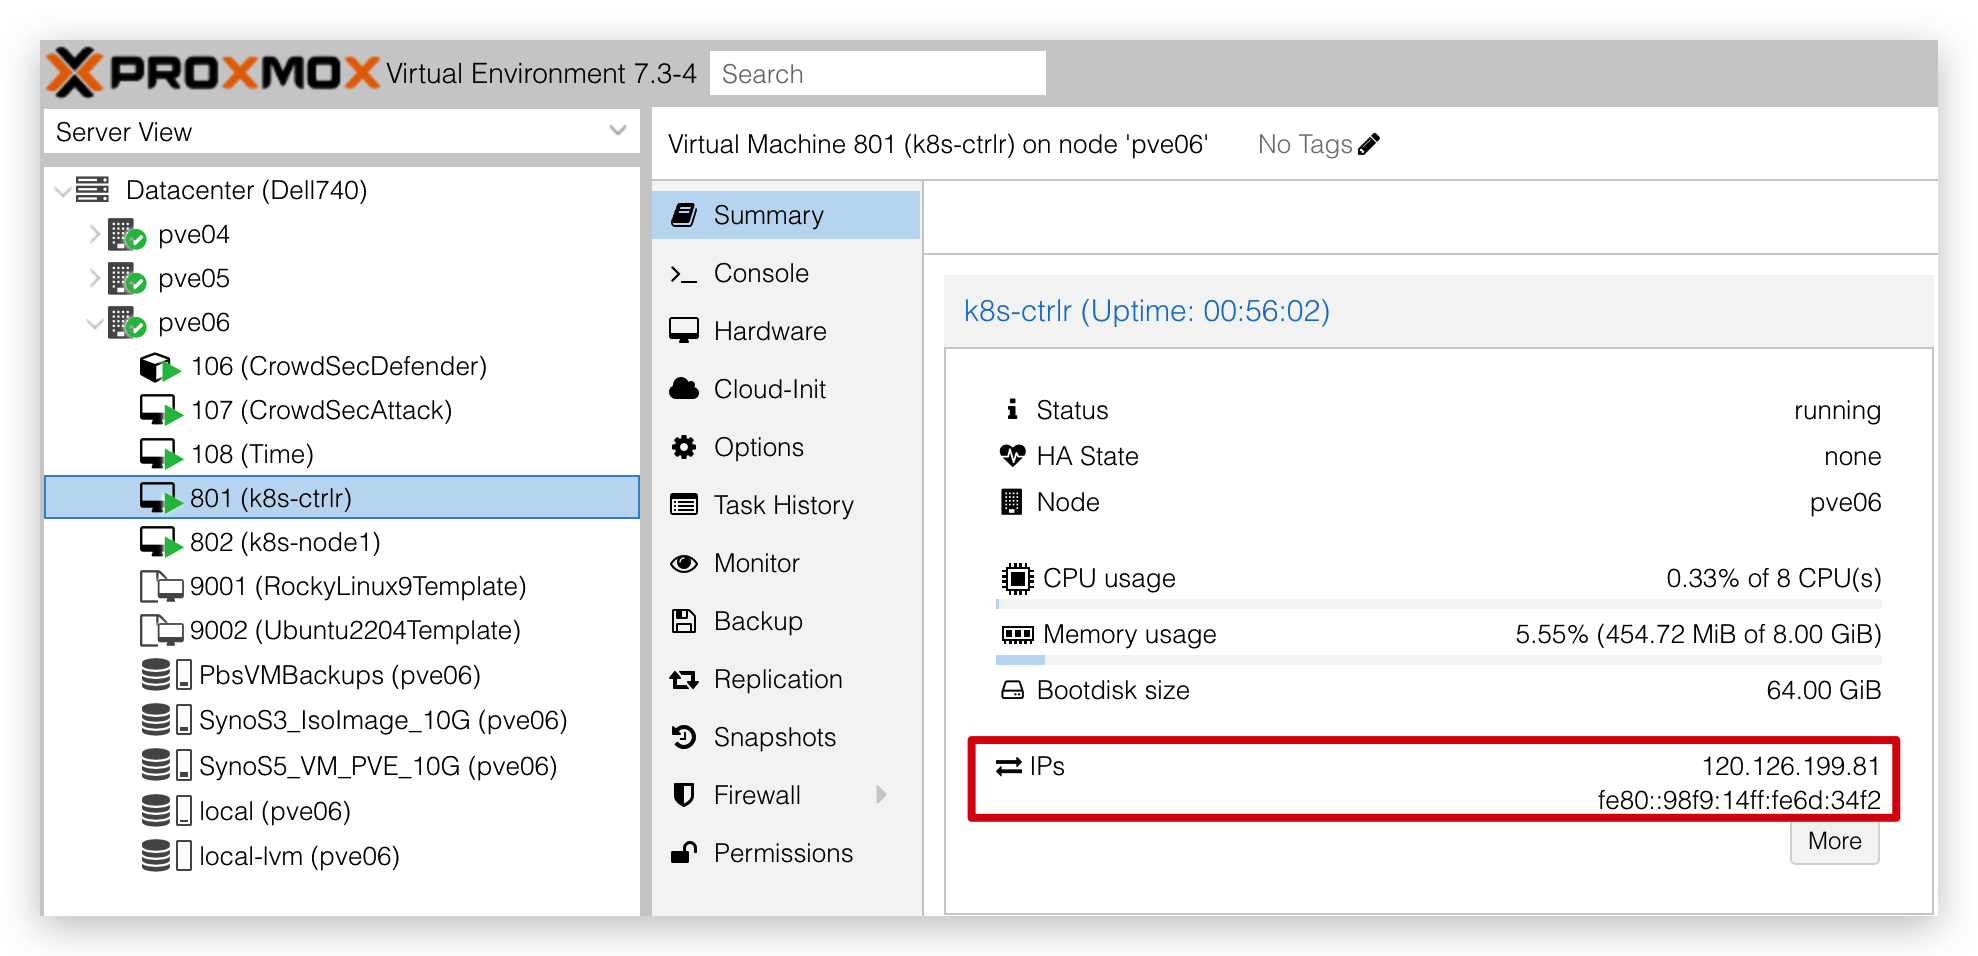 PROXMOX Virtual Environment 7.3-4 Search
Server View
Datacenter (Dell740)
pve04
pve05
pve06
106 (CrowdSecDefender)
107 (CrowdSecAttack)
108 (Time)
801 (k8s-ctrlr)
802 (k8s-node1)
9001 (RockyLinux9Template)
9002 (Ubuntu2204Template)
PbsVMBackups (pve06)
SynoS3_IsoImage_10G (pve06)
SynoS5_VM_PVE_10G (pve06)
local (pve06)
local-lvm (pve06)
Virtual Machine 801 (k8s-ctrlr) on node 'pve06' No Tags
Summary
Console
Hardware
Cloud-Init
Options
Task History
Monitor
Backup
Replication
Snapshots
Firewall
Permissions
k8s-ctrlr (Uptime: 00:56:02)
Status running
HA State none
Node pve06
CPU usage 0.33% of 8 CPU(s)
Memory usage 5.55% (454.72 MiB of 8.00 GiB)
Bootdisk size 64.00 GiB
IPs 120.126.199.81
fe80::98f9:14ff:fe6d:34f2
More